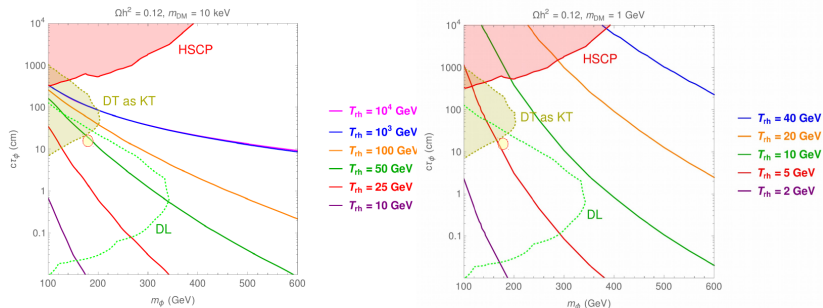 Ωh² = 0.12, m_DM = 10 keV
10⁴
1000
100
10
1
0.1
cτ_ϕ (cm)
HSCP
DT as KT
DL
100
200
300
400
500
600
m_ϕ (GeV)
T_rh = 10⁴ GeV
T_rh = 10³ GeV
T_rh = 100 GeV
T_rh = 50 GeV
T_rh = 25 GeV
T_rh = 10 GeV
Ωh² = 0.12, m_DM = 1 GeV
10⁴
1000
100
10
1
0.1
cτ_ϕ (cm)
HSCP
DT as KT
DL
100
200
300
400
500
600
m_ϕ (GeV)
T_rh = 40 GeV
T_rh = 20 GeV
T_rh = 10 GeV
T_rh = 5 GeV
T_rh = 2 GeV